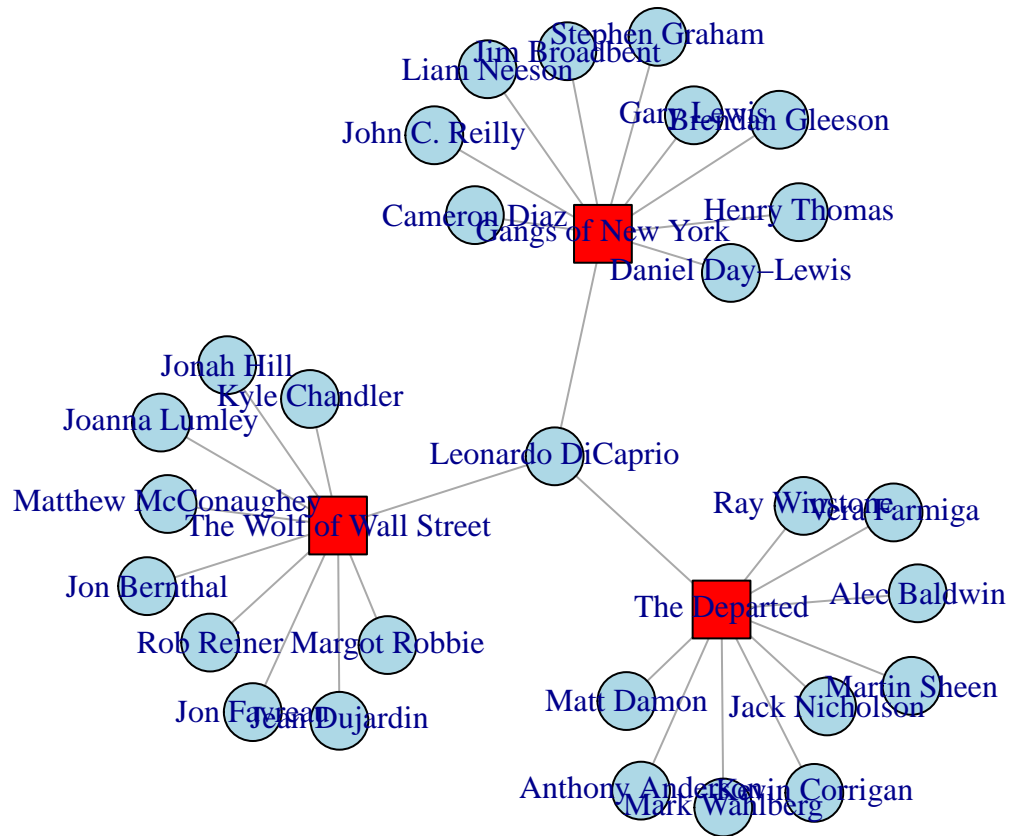 Stephen Graham
Jim Broadbent
Liam Neeson
Gary Lewis
Brendan Gleeson
John C. Reilly
Henry Thomas
Cameron Diaz
Gangs of New York
Daniel Day–Lewis
Jonah Hill
Kyle Chandler
Joanna Lumley
Leonardo DiCaprio
Matthew McConaughey
Ray Winstone
Vera Farmiga
The Wolf of Wall Street
Jon Bernthal
Alec Baldwin
The Departed
Rob Reiner
Margot Robbie
Martin Sheen
Matt Damon
Jack Nicholson
Jon Favreau
Jean Dujardin
Anthony Anderson
Kevin Corrigan
Mark Wahlberg